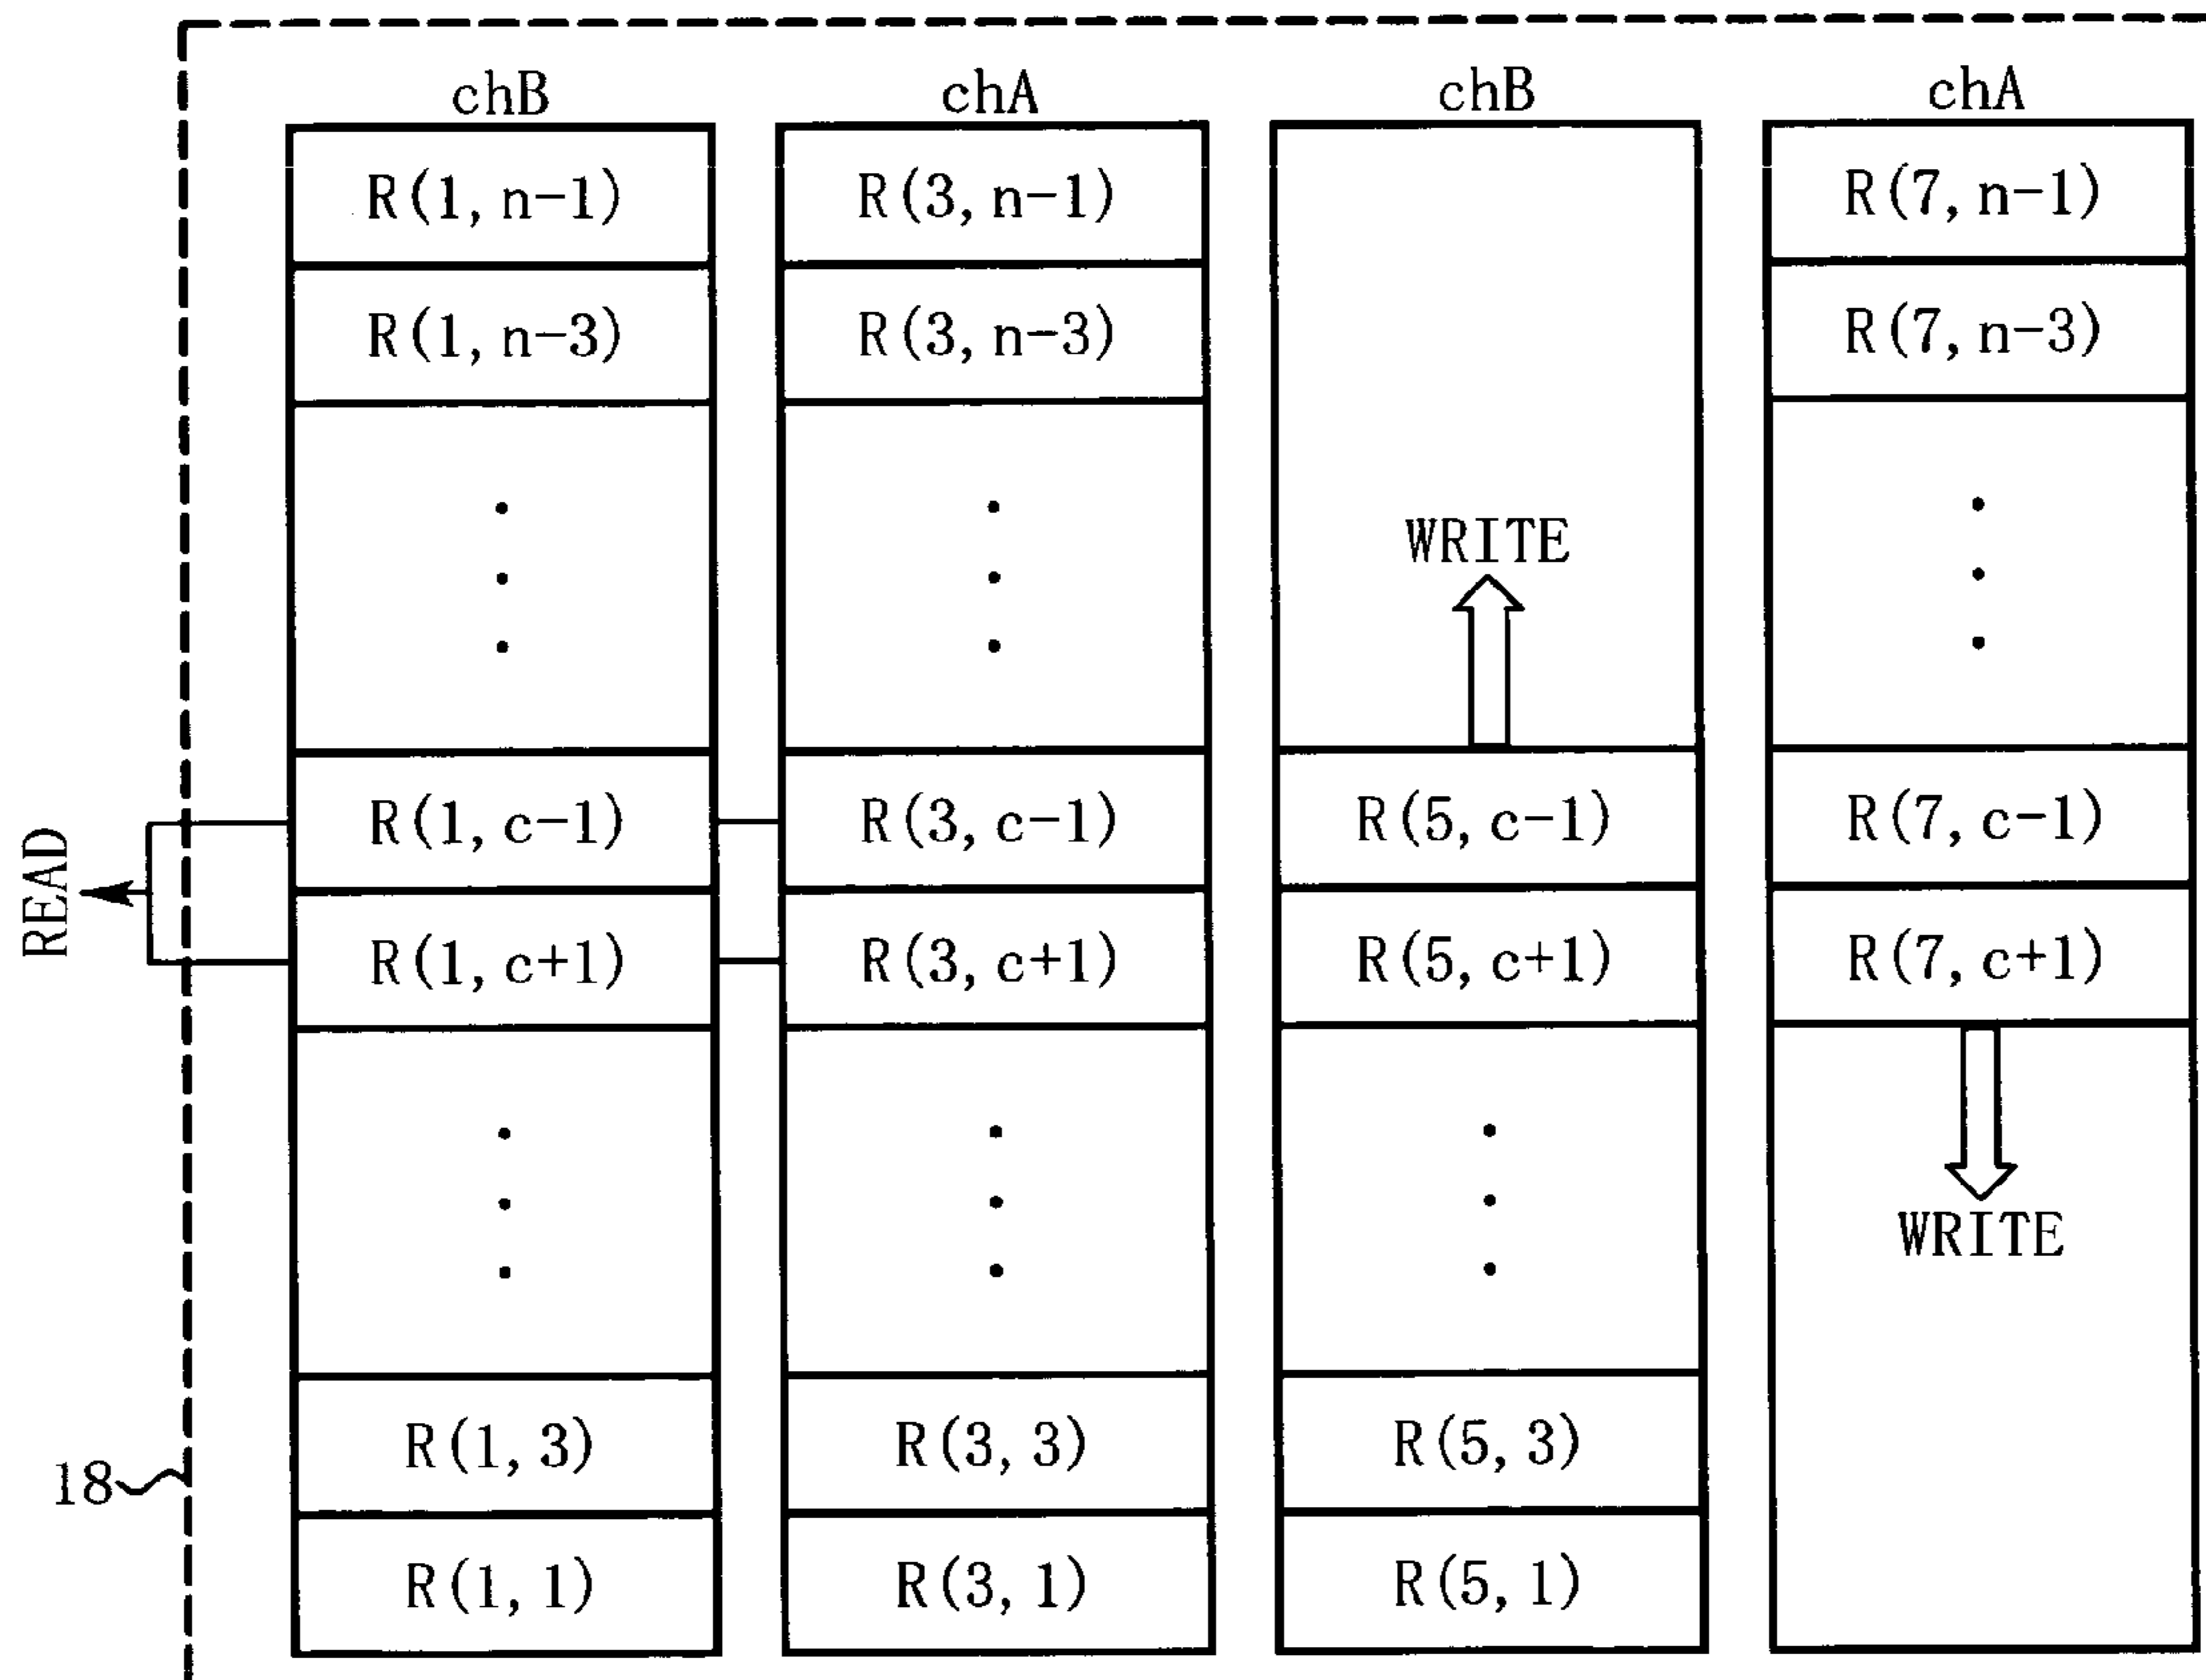 chB chA chB chA
R(1, n-1) R(3, n-1) R(7, n-1)
R(1, n-3) R(3, n-3) R(7, n-3)
WRITE
R(1, c-1) R(3, c-1) R(5, c-1) R(7, c-1)
READ
R(1, c+1) R(3, c+1) R(5, c+1) R(7, c+1)
WRITE
R(1, 3) R(3, 3) R(5, 3)
18
R(1, 1) R(3, 1) R(5, 1)